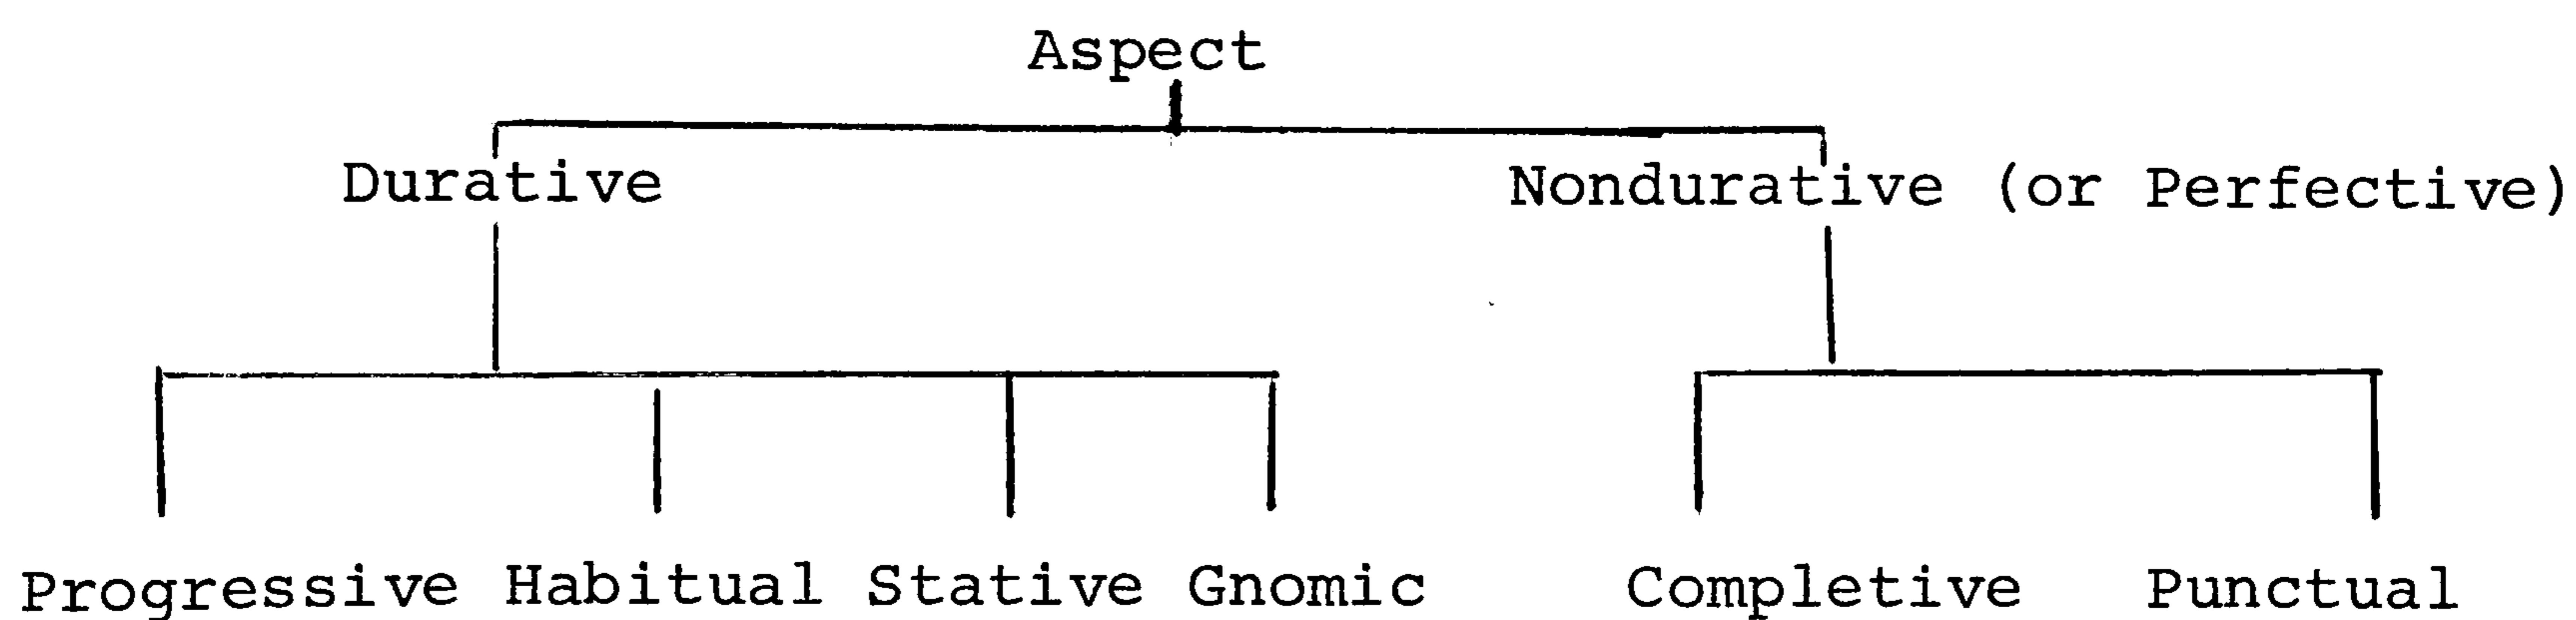 Aspect
Durative Nondurative (or Perfective)
Progressive Habitual Stative Gnomic Completive Punctual